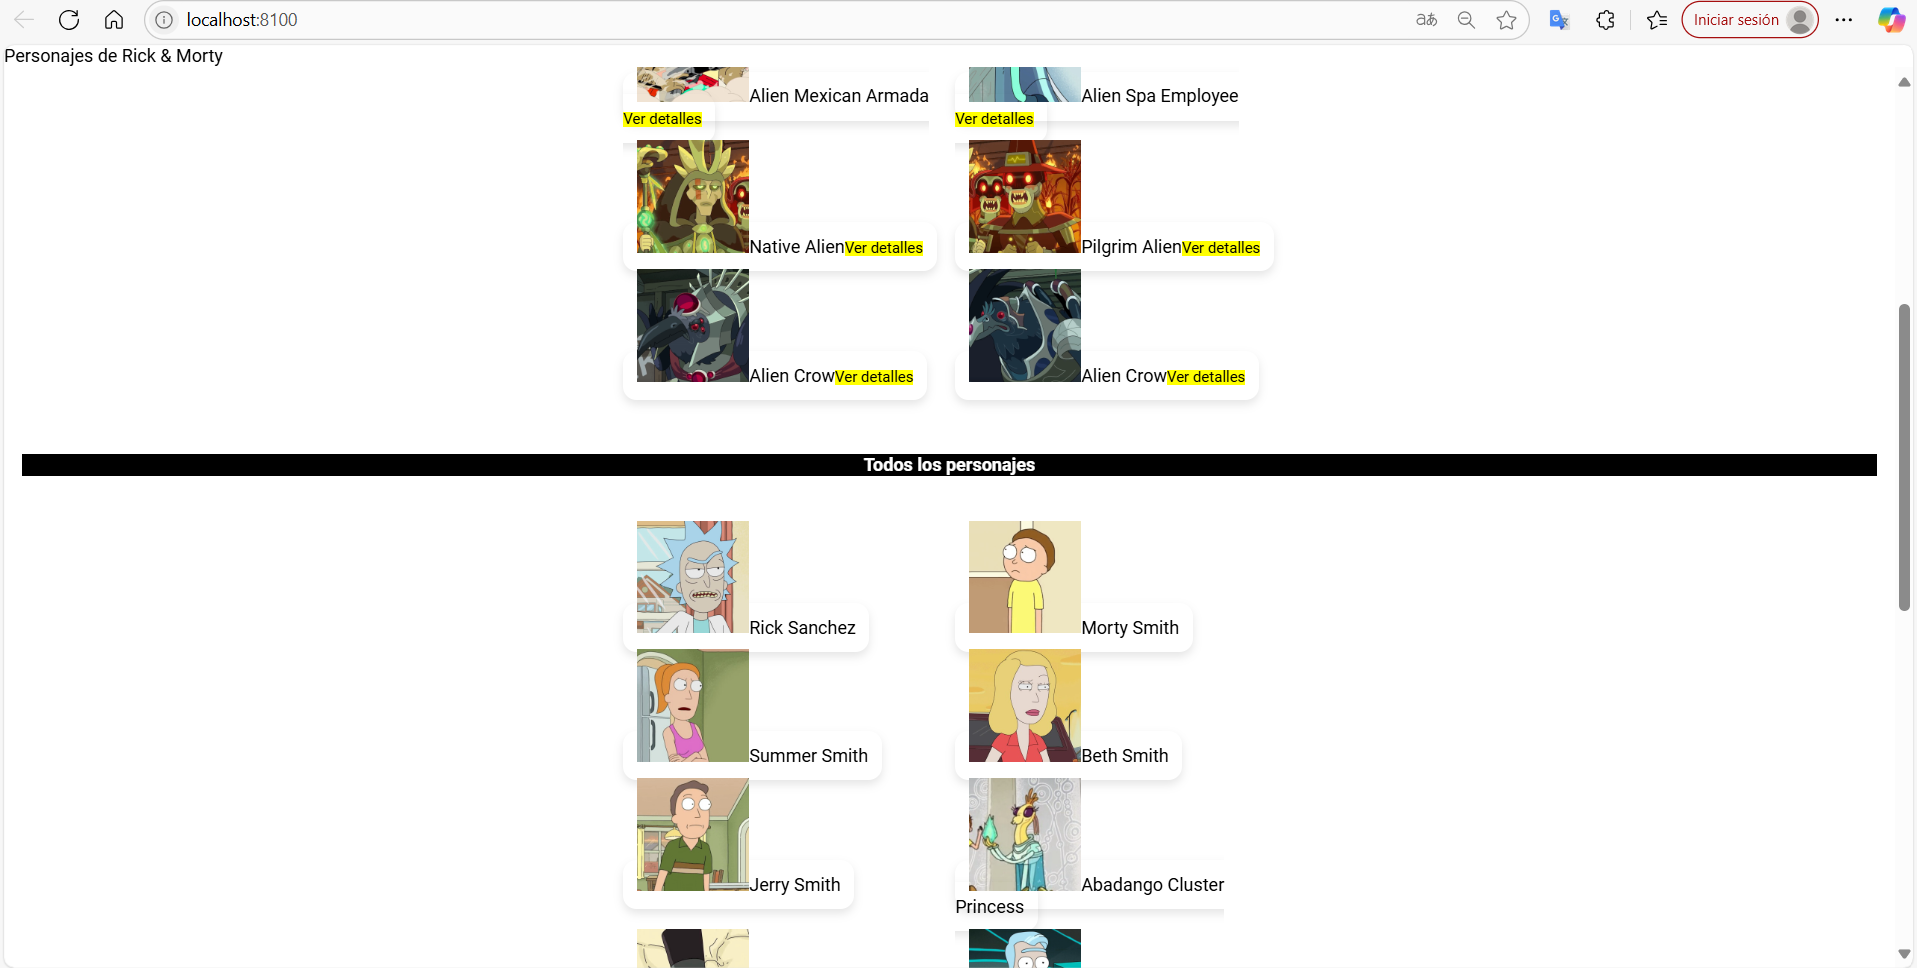 localhost:8100
aあ
Iniciar sesión
Personajes de Rick & Morty
Alien Mexican Armada
Ver detalles
Alien Spa Employee
Ver detalles
Native AlienVer detalles
Pilgrim AlienVer detalles
Alien CrowVer detalles
Alien CrowVer detalles
Todos los personajes
Rick Sanchez
Morty Smith
Summer Smith
Beth Smith
Jerry Smith
Abadango Cluster
Princess